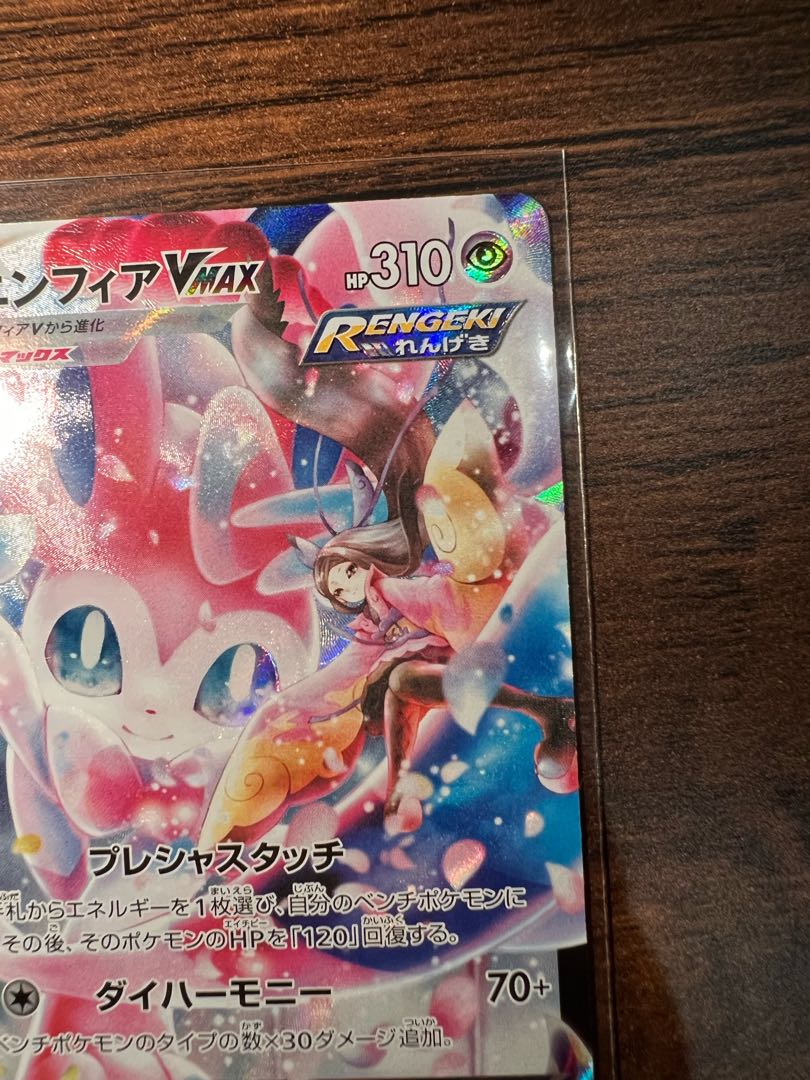 ンフィアVMAX
HP310
フィアVから進化
RENGEKI
れんげき
マックス
プレシャスタッチ
手札からエネルギーを1枚選び、自分のベンチポケモンに
その後、そのポケモンのHPを「120」回復する。
ダイハーモニー 70+
ベンチポケモンのタイプの数×30ダメージ追加。